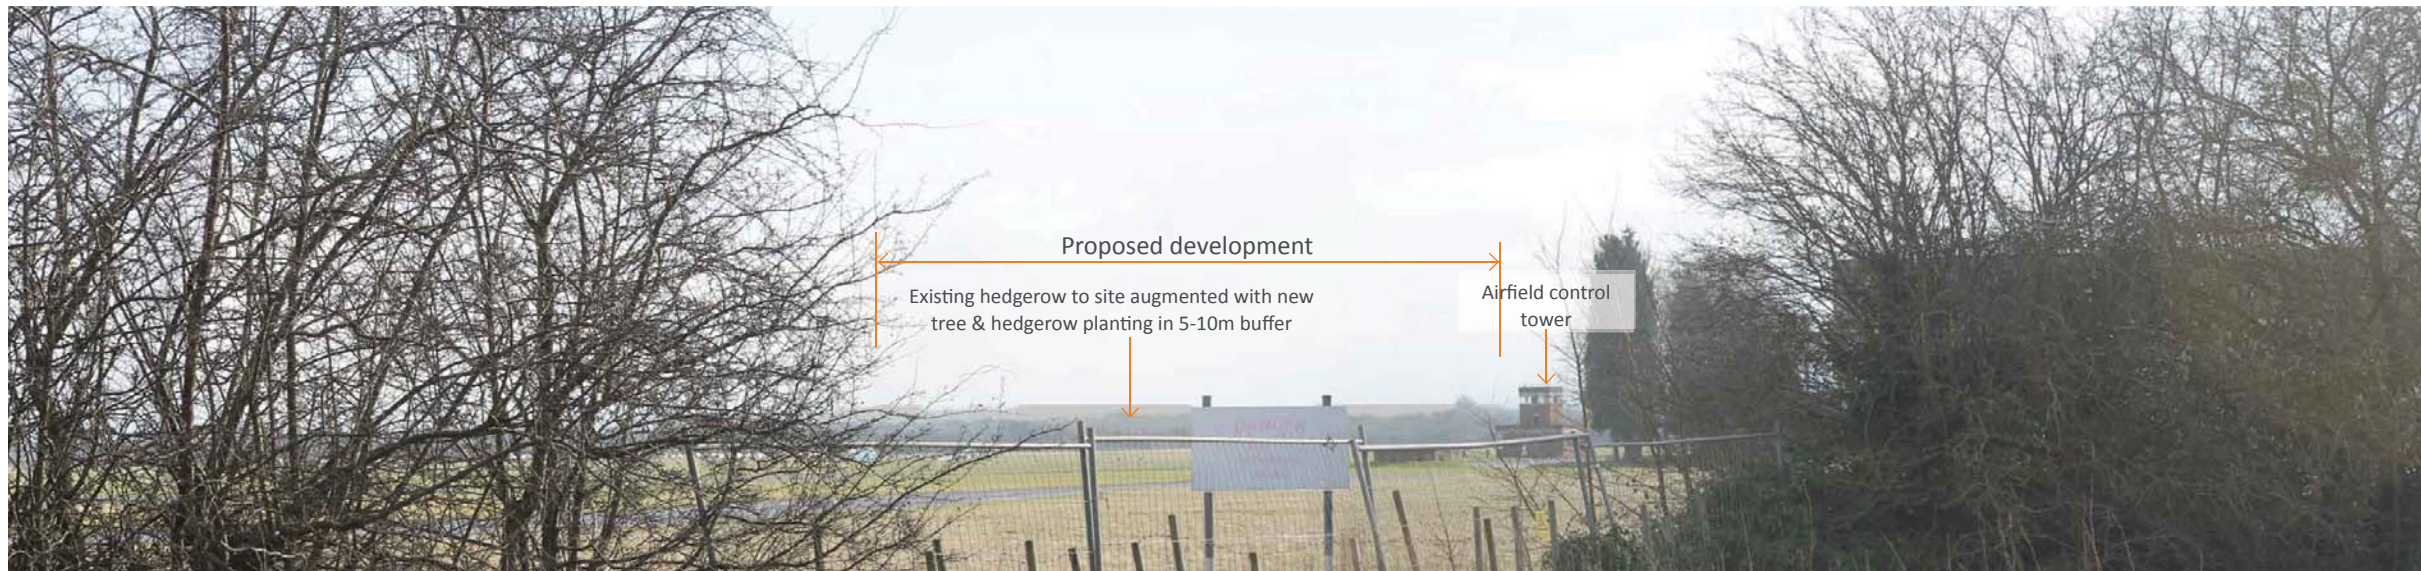 Proposed development
Existing hedgerow to site augmented with new
tree & hedgerow planting in 5-10m buffer
Airfield control
tower
DANGER